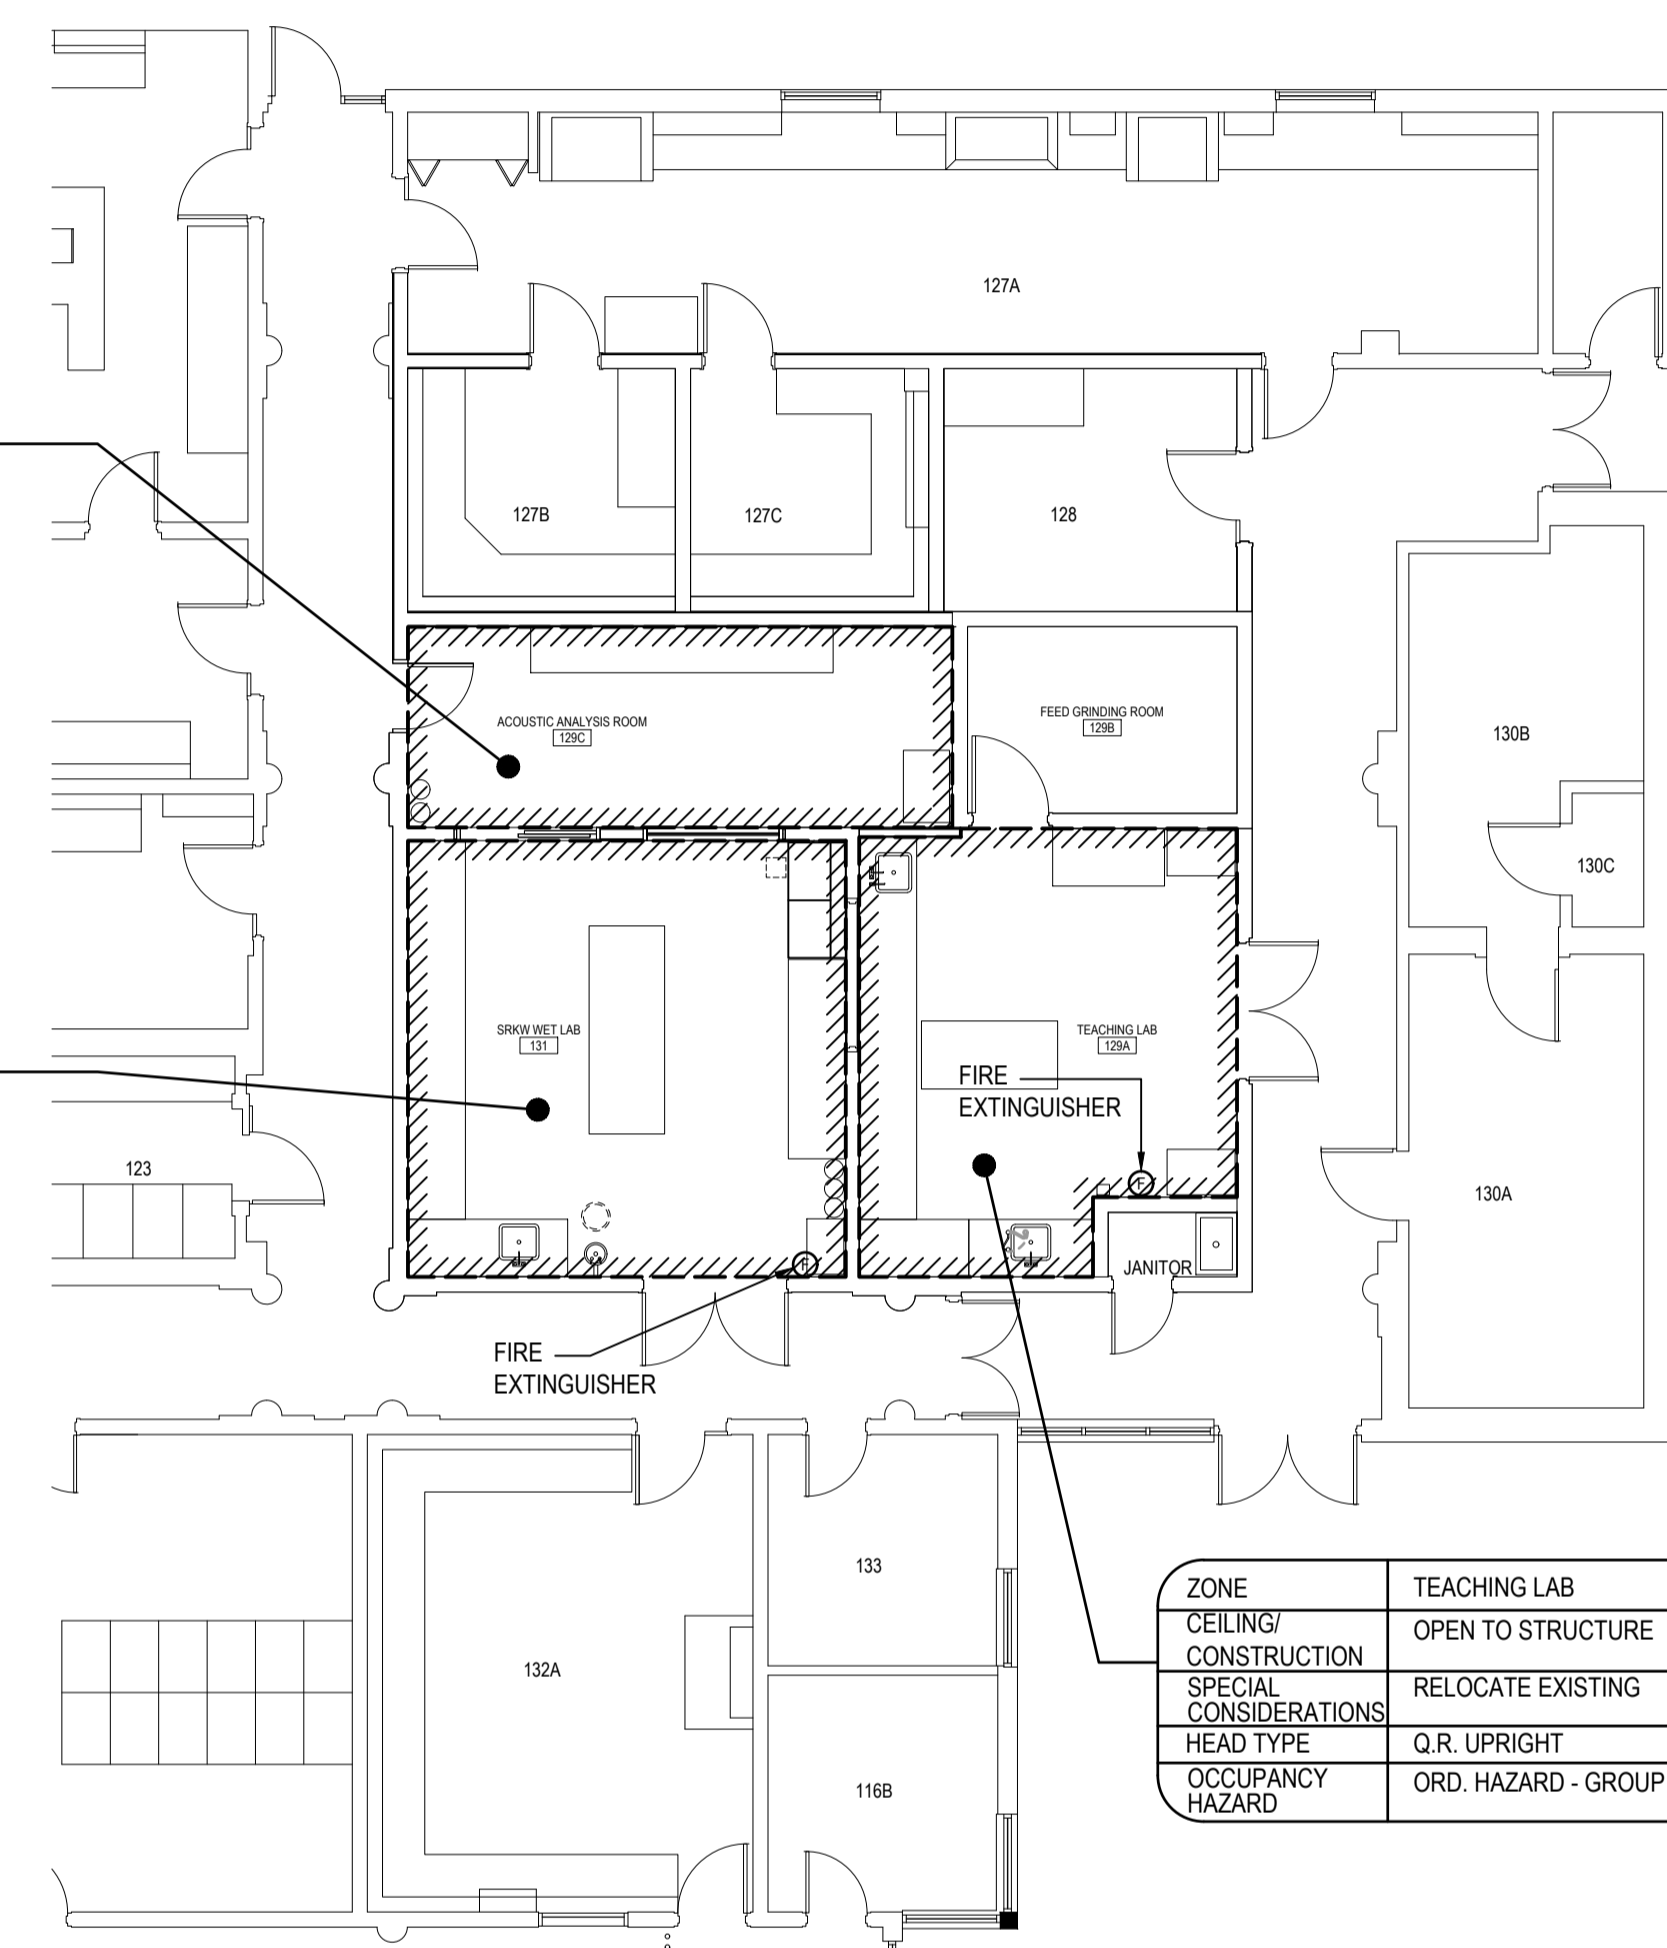 127A
127B
127C
128
ACOUSTIC ANALYSIS ROOM
129C
FEED GRINDING ROOM
129B
130B
130C
SRKW WET LAB
131
TEACHING LAB
129A
FIRE
EXTINGUISHER
F
123
130A
F
JANITOR
FIRE
EXTINGUISHER
133
132A
116B
ZONE TEACHING LAB
CEILING/
CONSTRUCTION OPEN TO STRUCTURE
SPECIAL
CONSIDERATIONS RELOCATE EXISTING
HEAD TYPE Q.R. UPRIGHT
OCCUPANCY
HAZARD ORD. HAZARD - GROUP